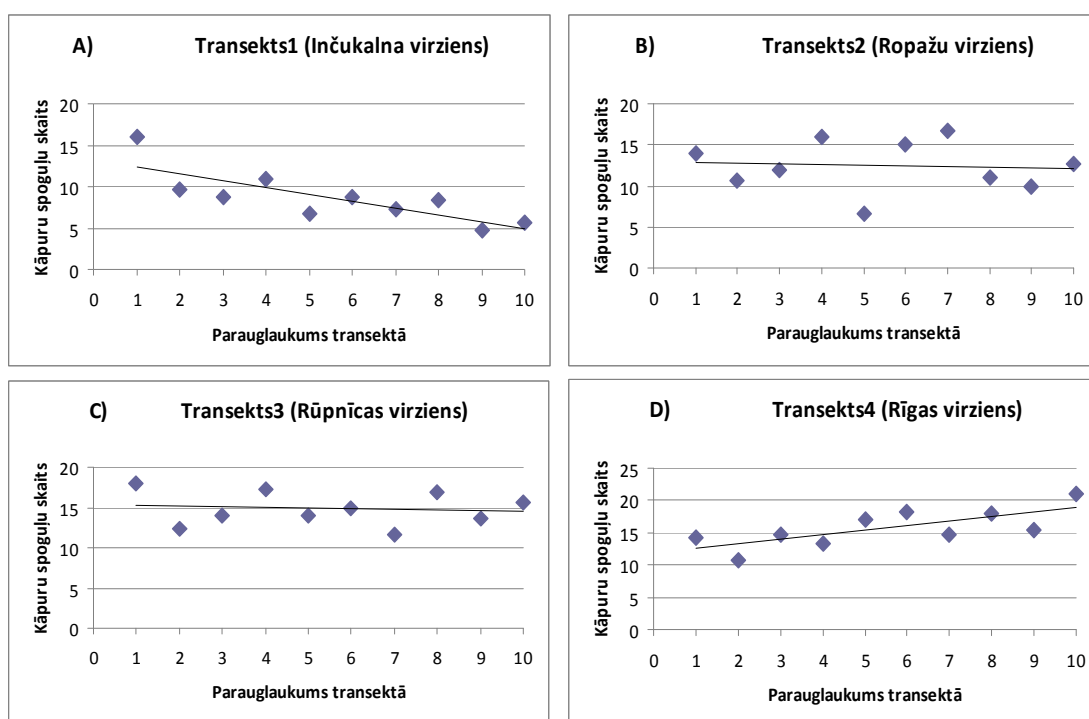 A) Transekts1 (Inčukalna virziens)
Kāpuru spoguļu skaits
20
15
10
5
0
0 1 2 3 4 5 6 7 8 9 10
Parauglaukums transektā
B) Transekts2 (Ropažu virziens)
Kāpuru spoguļu skaits
20
15
10
5
0
0 1 2 3 4 5 6 7 8 9 10
Parauglaukums transektā
C) Transekts3 (Rūpnīcas virziens)
Kāpuru spoguļu skaits
20
15
10
5
0
0 1 2 3 4 5 6 7 8 9 10
Parauglaukums transektā
D) Transekts4 (Rīgas virziens)
Kāpuru spoguļu skaits
25
20
15
10
5
0
0 1 2 3 4 5 6 7 8 9 10
Parauglaukums transektā